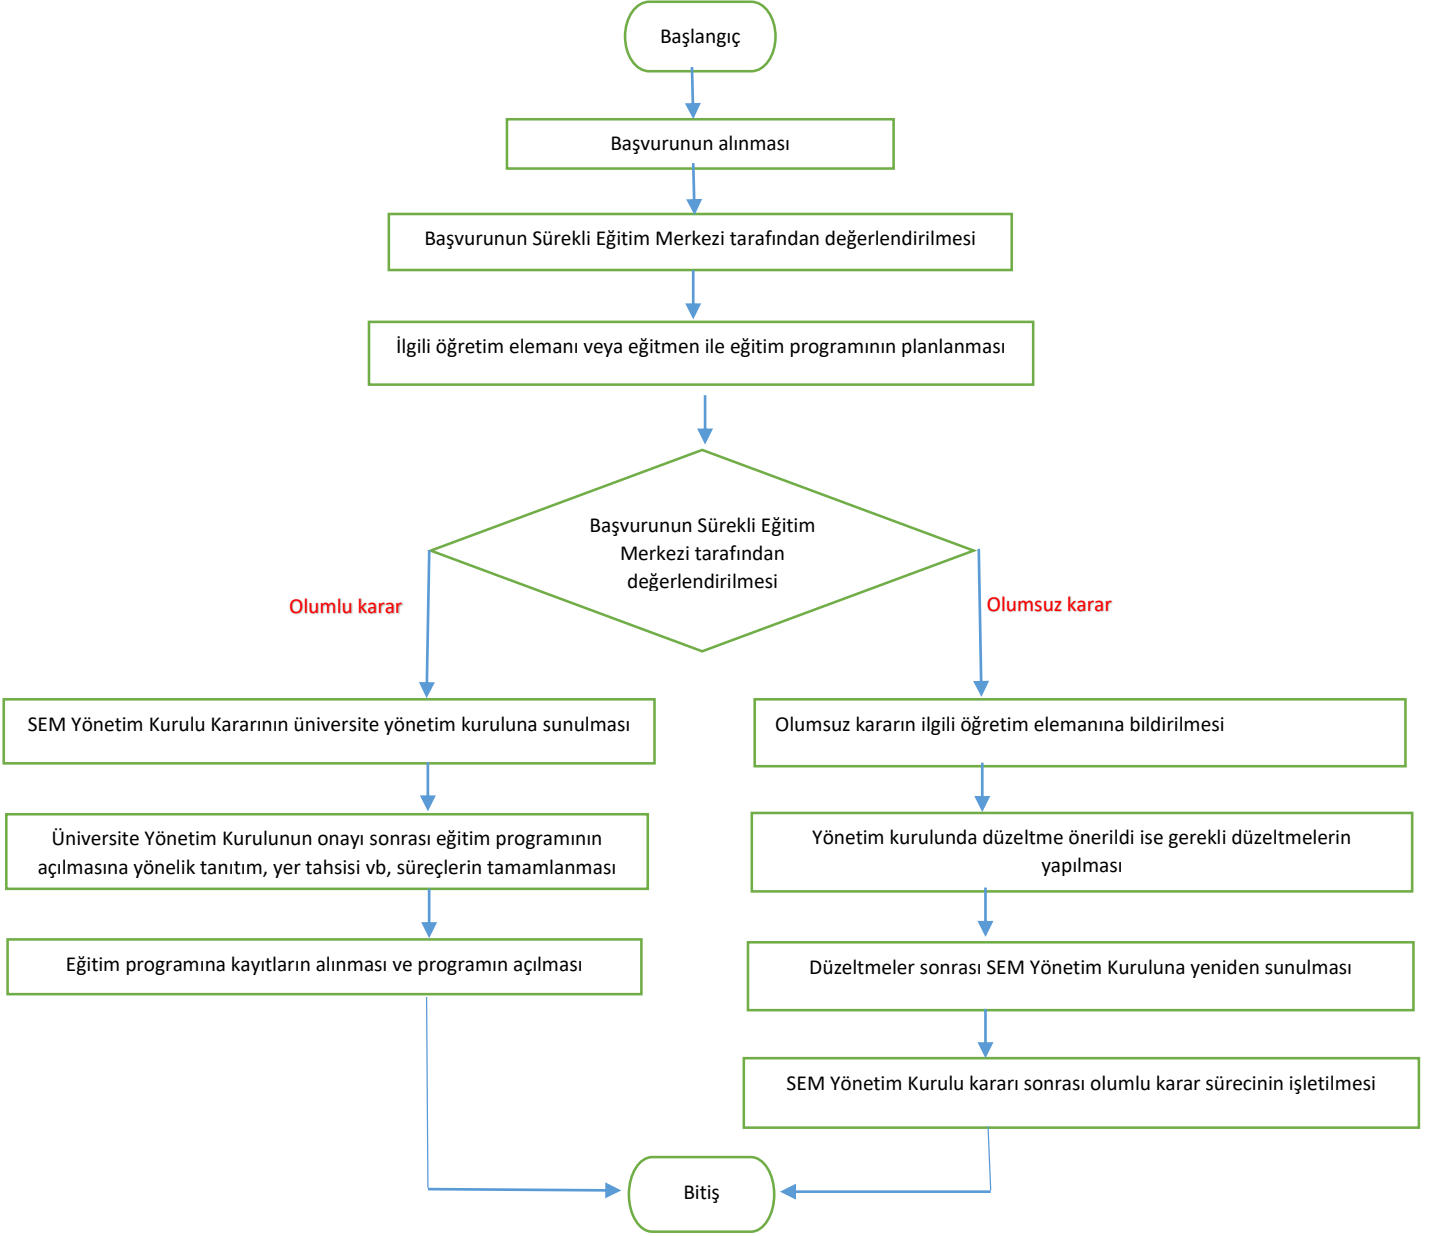 Başlangıç
Başvurunun alınması
Başvurunun Sürekli Eğitim Merkezi tarafından değerlendirilmesi
İlgili öğretim elemanı veya eğitmen ile eğitim programının planlanması
Başvurunun Sürekli Eğitim
Merkezi tarafından
değerlendirilmesi
Olumlu karar
Olumsuz karar
SEM Yönetim Kurulu Kararının üniversite yönetim kuruluna sunulması
Üniversite Yönetim Kurulunun onayı sonrası eğitim programının
açılmasına yönelik tanıtım, yer tahsisi vb, süreçlerin tamamlanması
Eğitim programına kayıtların alınması ve programın açılması
Olumsuz kararın ilgili öğretim elemanına bildirilmesi
Yönetim kurulunda düzeltme önerildi ise gerekli düzeltmelerin
yapılması
Düzeltmeler sonrası SEM Yönetim Kuruluna yeniden sunulması
SEM Yönetim Kurulu kararı sonrası olumlu karar sürecinin işletilmesi
Bitiş